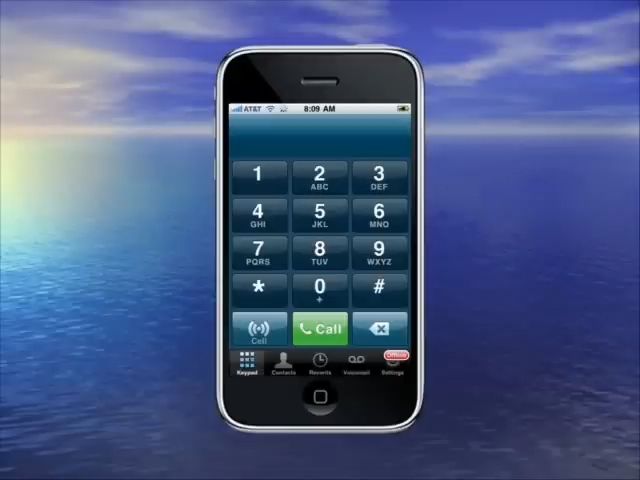 AT&T 8:09 AM
1 2 3
ABC DEF
4 5 6
GHI JKL MNO
7 8 9
PQRS TUV WXYZ
* 0 #
+
Cell Call
Offline
Keypad Contacts Recents Voicemail Settings